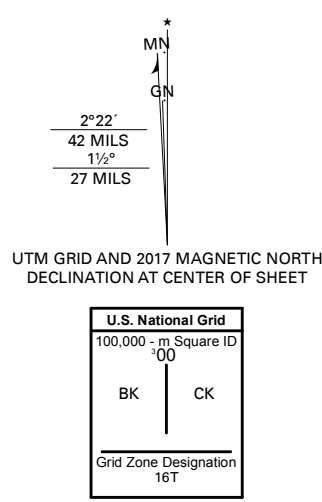 ★
MN
GN
2°22´
42 MILS
1½°
27 MILS
UTM GRID AND 2017 MAGNETIC NORTH
DECLINATION AT CENTER OF SHEET
U.S. National Grid
100,000 - m Square ID
³00
BK CK
Grid Zone Designation
16T